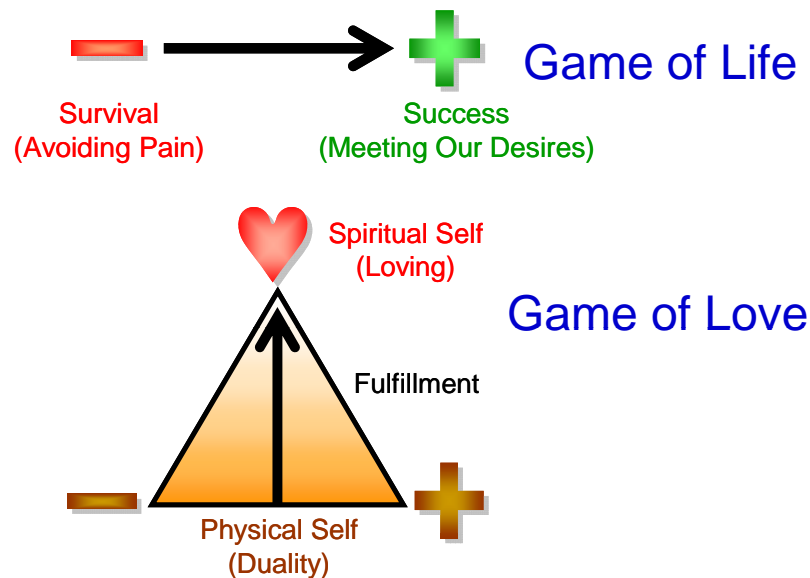 Game of Life
Survival
(Avoiding Pain)
Success
(Meeting Our Desires)
Spiritual Self
(Loving)
Game of Love
Fulfillment
Physical Self
(Duality)